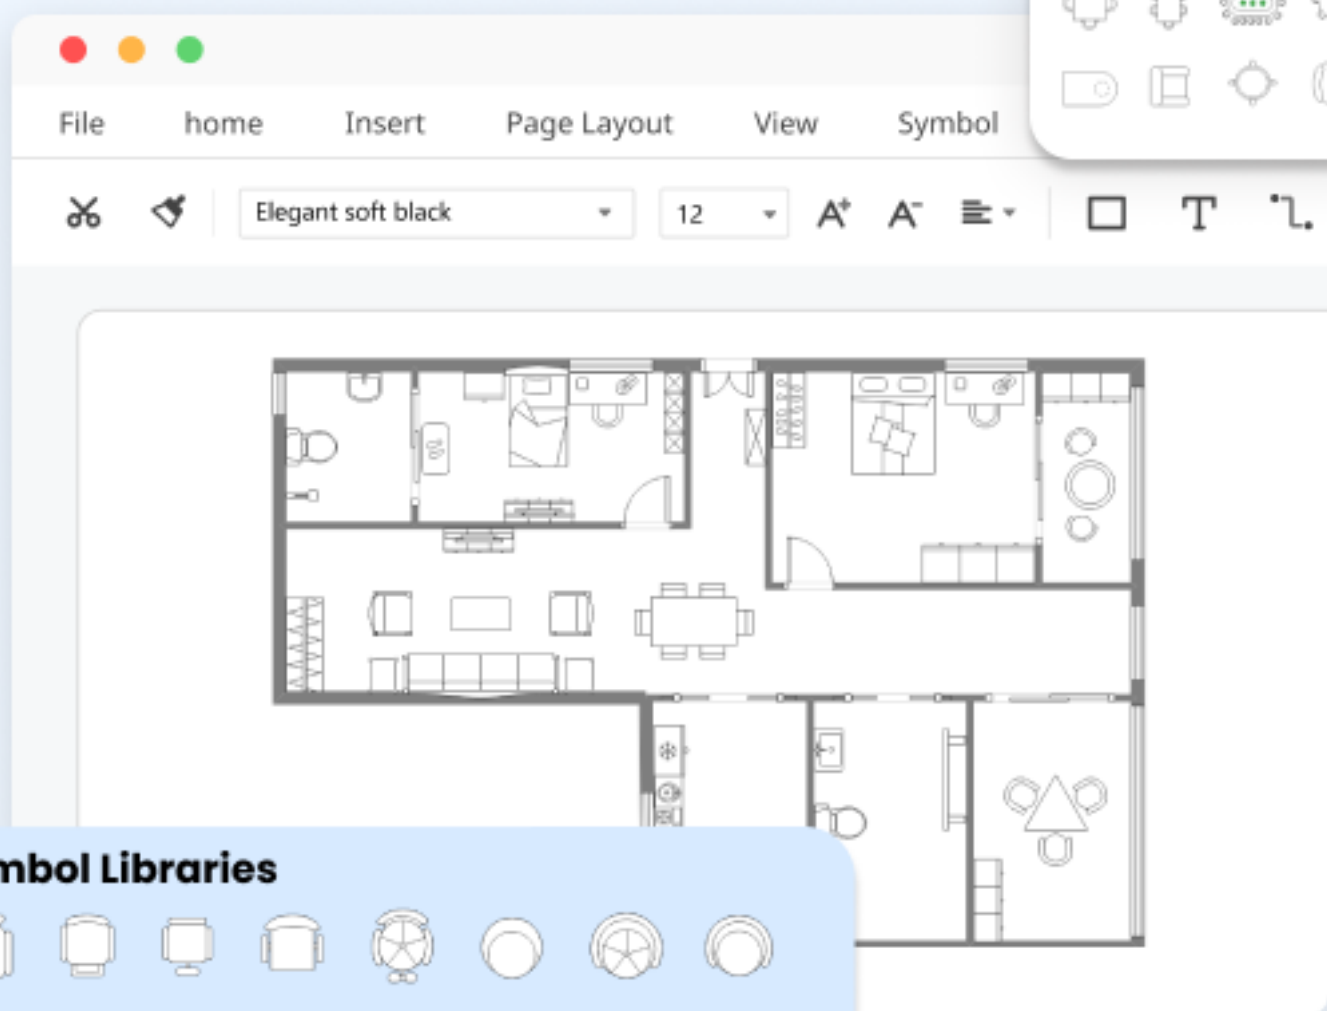 File home Insert Page Layout View Symbol
Elegant soft black 12 A+ A- T
mbol Libraries